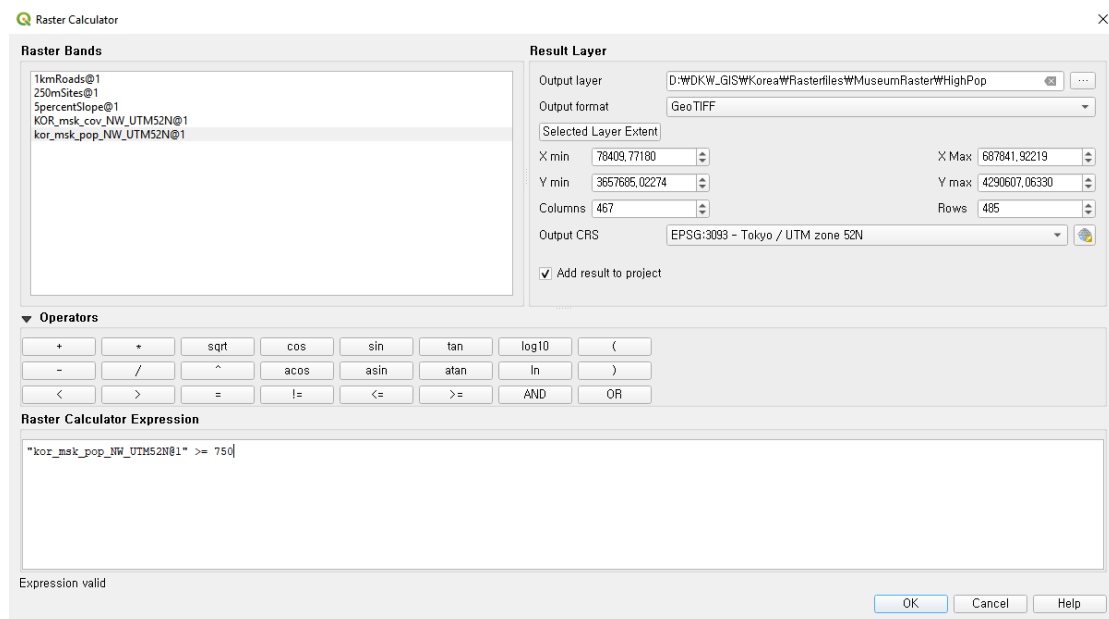 Raster Calculator
Raster Bands
1kmRoads@1
250mSites@1
5percentSlope@1
KOR_msk_cov_NW_UTM52N@1
kor_msk_pop_NW_UTM52N@1
Result Layer
Output layer D:₩DKW_GIS₩Korea₩Rasterfiles₩MuseumRaster₩HighPop ...
Output format GeoTIFF
Selected Layer Extent
X min 78409,77180 X Max 687841,92219
Y min 3657685,02274 Y max 4290607,06330
Columns 467 Rows 485
Output CRS EPSG:3093 - Tokyo / UTM zone 52N
Add result to project
Operators
+ * sqrt cos sin tan log10 (
- / ^ acos asin atan ln )
< > = != <= >= AND OR
Raster Calculator Expression
"kor_msk_pop_NW_UTM52N@1" >= 750
Expression valid
OK Cancel Help